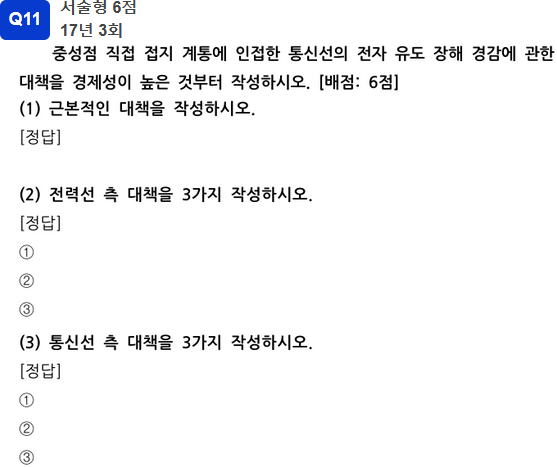 Q11
서술형 6점
17년 3회
중성점 직접 접지 계통에 인접한 통신선의 전자 유도 장해 경감에 관한
대책을 경제성이 높은 것부터 작성하시오. [배점: 6점]
(1) 근본적인 대책을 작성하시오.
[정답]
(2) 전력선 측 대책을 3가지 작성하시오.
[정답]
①
②
③
(3) 통신선 측 대책을 3가지 작성하시오.
[정답]
①
②
③